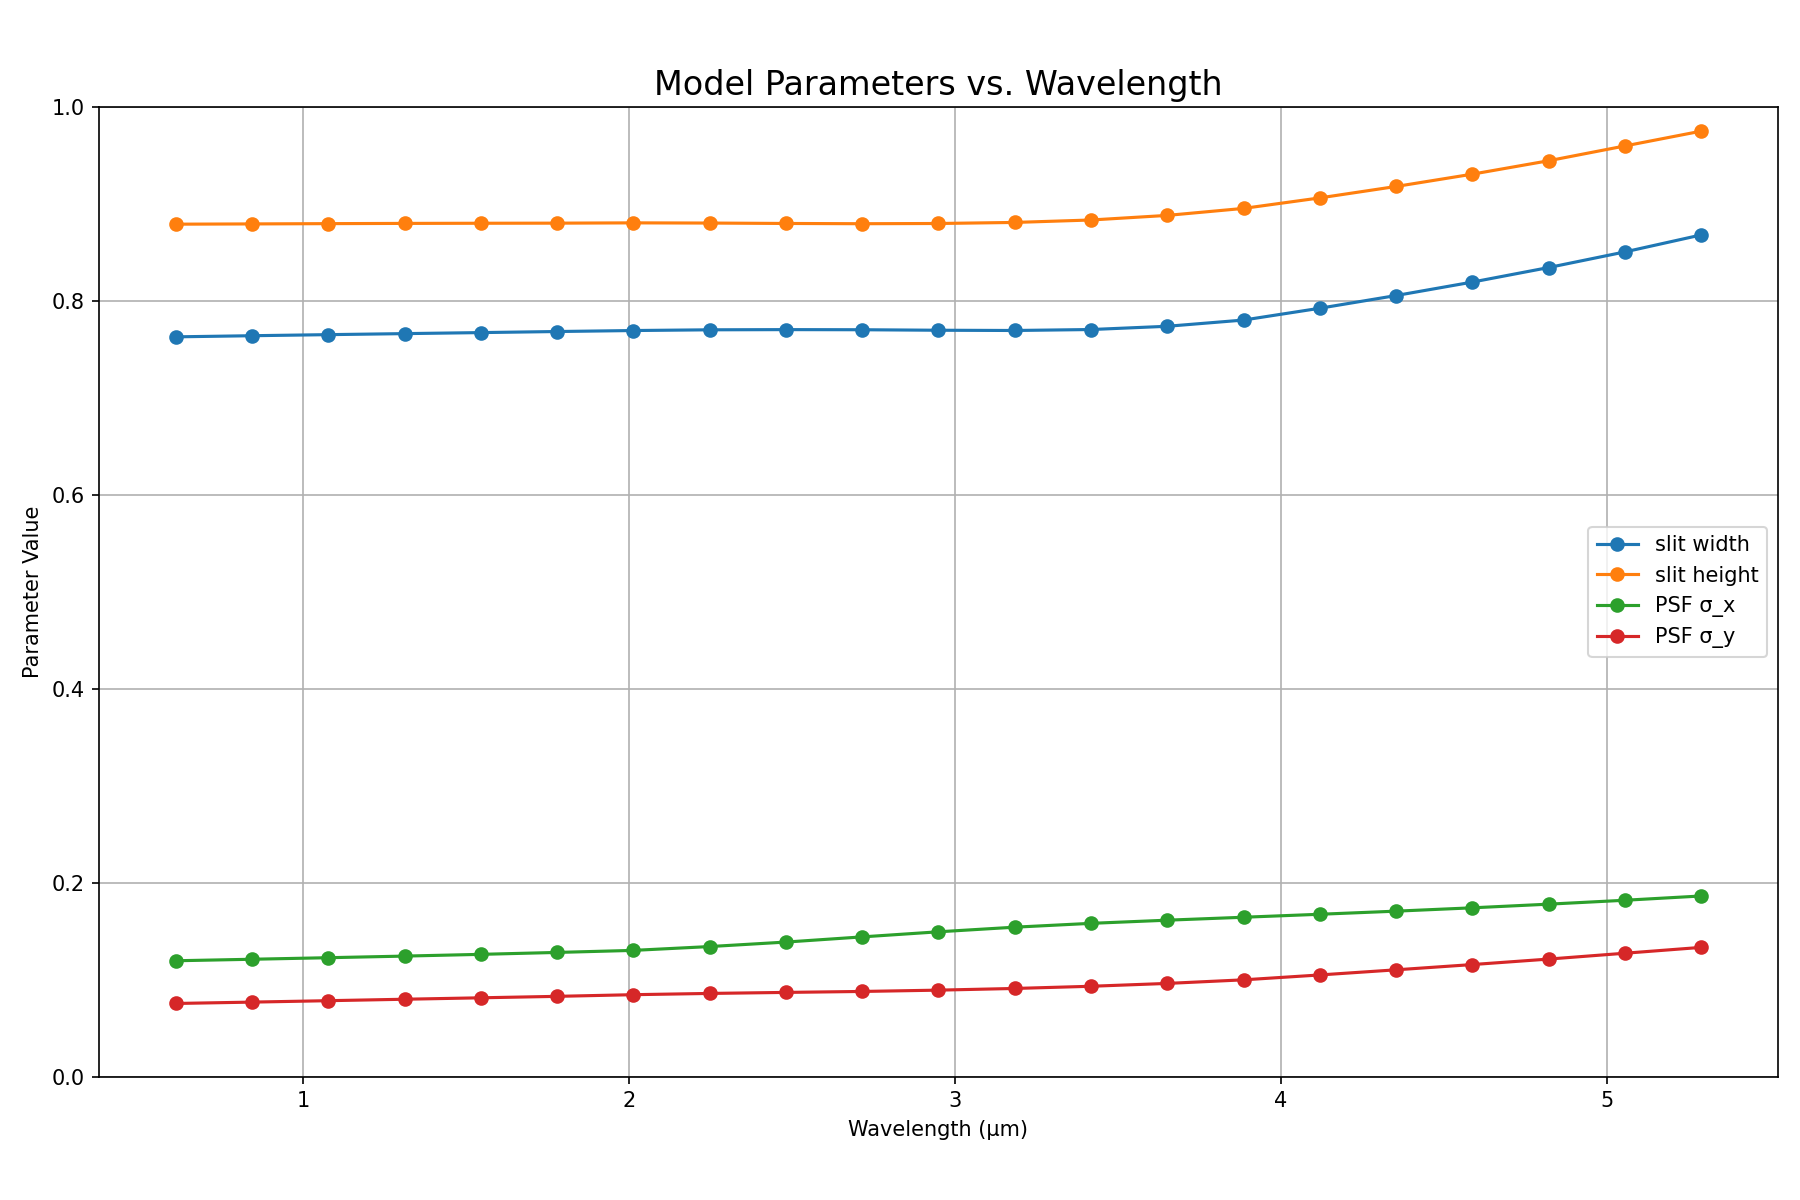 Model Parameters vs. Wavelength
1.0
0.8
0.6
0.4
0.2
0.0
Parameter Value
slit width
slit height
PSF σ_x
PSF σ_y
1 2 3 4 5
Wavelength (μm)